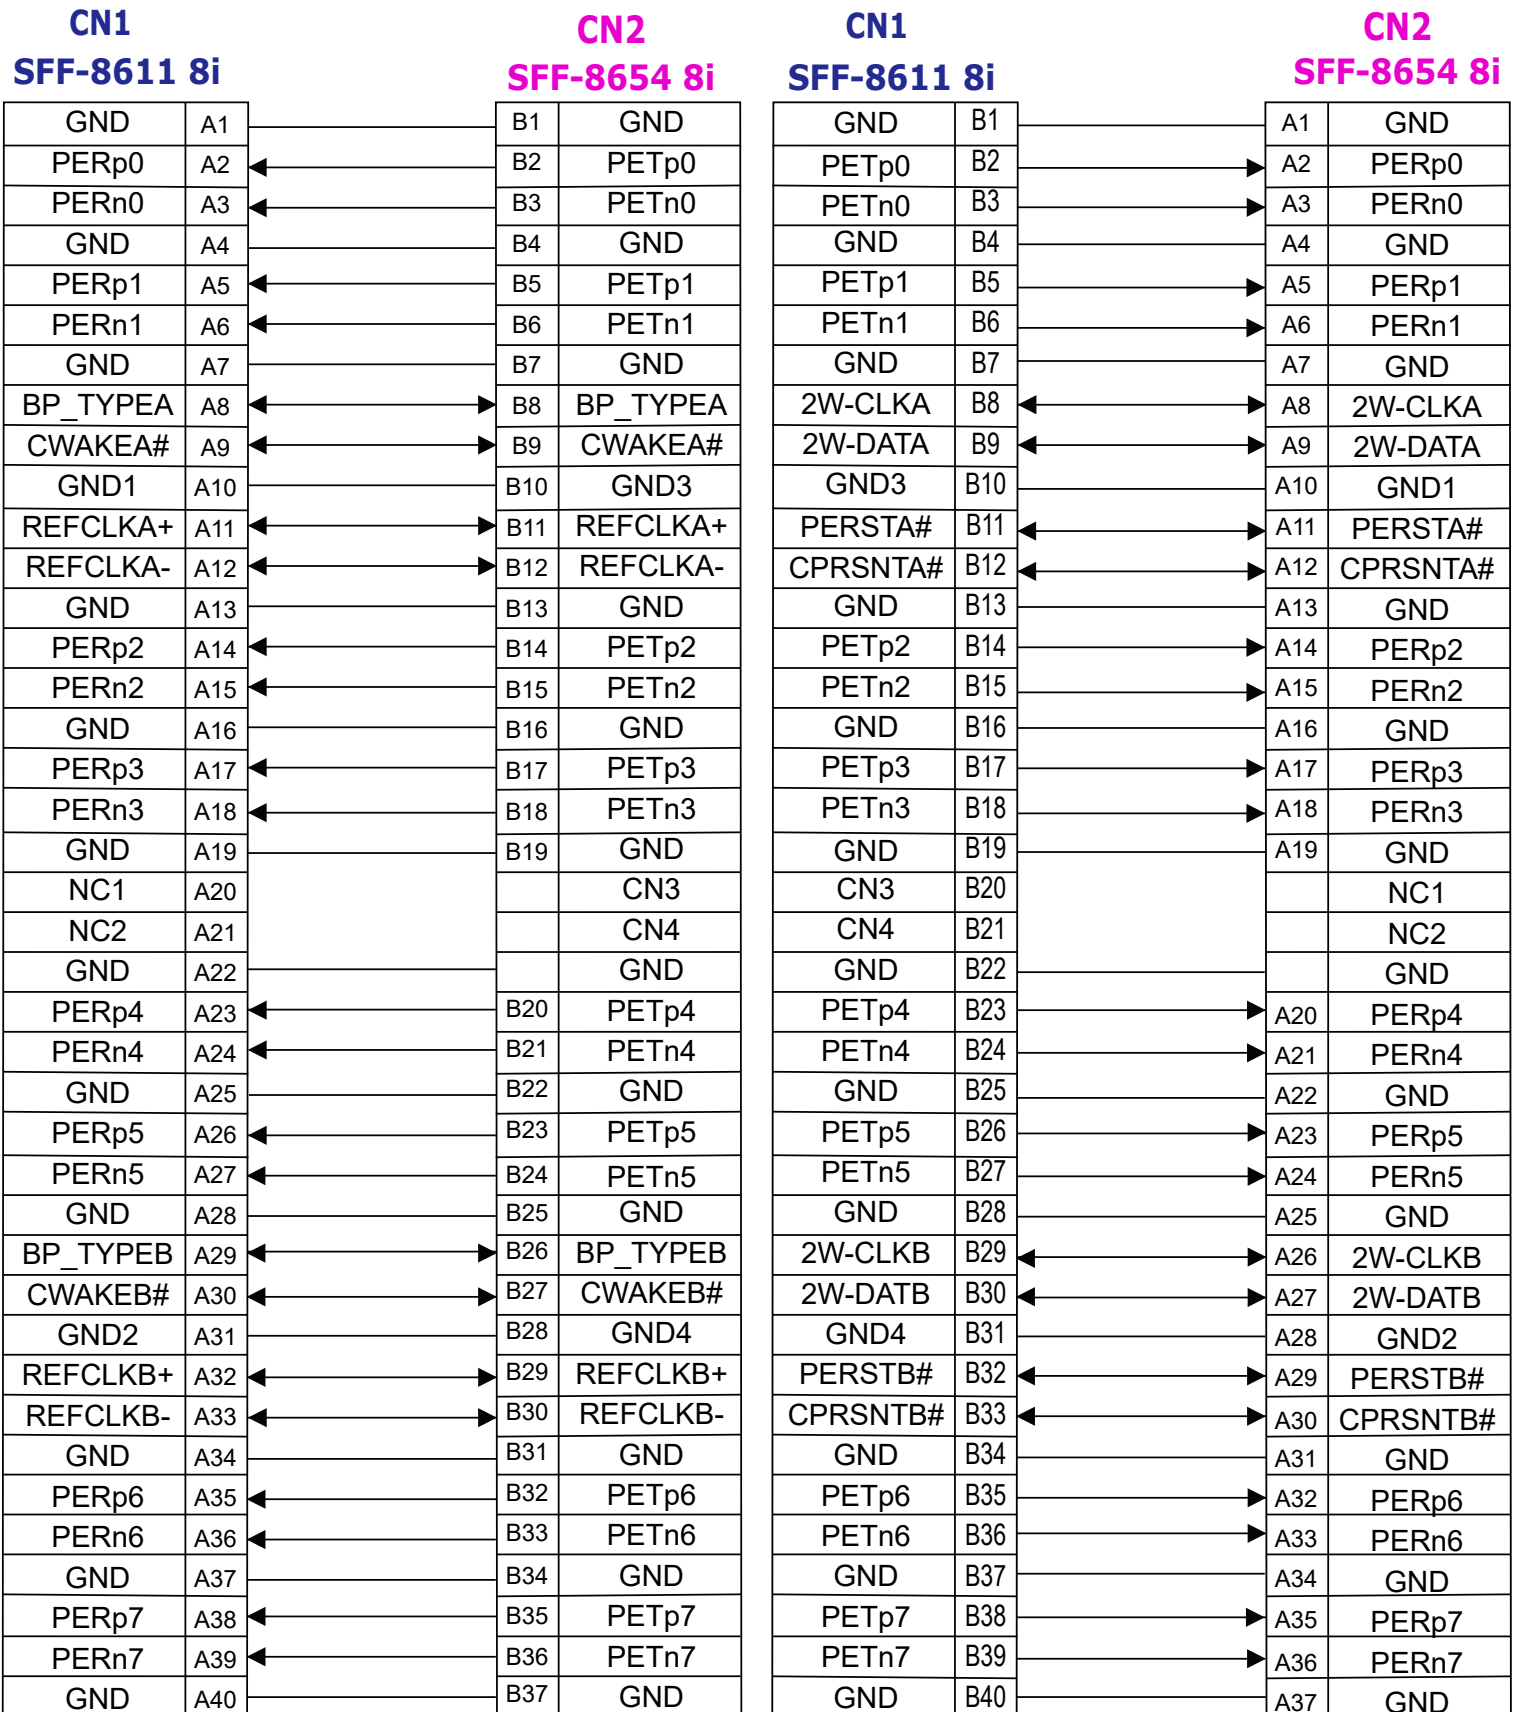 CN1 CN2 CN1 CN2
SFF-8611 8i SFF-8654 8i SFF-8611 8i SFF-8654 8i
GND A1 B1 GND GND B1 A1 GND
PERp0 A2 B2 PETp0 PETp0 B2 A2 PERp0
PERn0 A3 B3 PETn0 PETn0 B3 A3 PERn0
GND A4 B4 GND GND B4 A4 GND
PERp1 A5 B5 PETp1 PETp1 B5 A5 PERp1
PERn1 A6 B6 PETn1 PETn1 B6 A6 PERn1
GND A7 B7 GND GND B7 A7 GND
BP_TYPEA A8 B8 BP_TYPEA 2W-CLKA B8 A8 2W-CLKA
CWAKEA# A9 B9 CWAKEA# 2W-DATA B9 A9 2W-DATA
GND1 A10 B10 GND3 GND3 B10 A10 GND1
REFCLKA+ A11 B11 REFCLKA+ PERSTA# B11 A11 PERSTA#
REFCLKA- A12 B12 REFCLKA- CPRSNTA# B12 A12 CPRSNTA#
GND A13 B13 GND GND B13 A13 GND
PERp2 A14 B14 PETp2 PETp2 B14 A14 PERp2
PERn2 A15 B15 PETn2 PETn2 B15 A15 PERn2
GND A16 B16 GND GND B16 A16 GND
PERp3 A17 B17 PETp3 PETp3 B17 A17 PERp3
PERn3 A18 B18 PETn3 PETn3 B18 A18 PERn3
GND A19 B19 GND GND B19 A19 GND
NC1 A20 CN3 CN3 B20 NC1
NC2 A21 CN4 CN4 B21 NC2
GND A22 GND GND B22 GND
PERp4 A23 B20 PETp4 PETp4 B23 A20 PERp4
PERn4 A24 B21 PETn4 PETn4 B24 A21 PERn4
GND A25 B22 GND GND B25 A22 GND
PERp5 A26 B23 PETp5 PETp5 B26 A23 PERp5
PERn5 A27 B24 PETn5 PETn5 B27 A24 PERn5
GND A28 B25 GND GND B28 A25 GND
BP_TYPEB A29 B26 BP_TYPEB 2W-CLKB B29 A26 2W-CLKB
CWAKEB# A30 B27 CWAKEB# 2W-DATB B30 A27 2W-DATB
GND2 A31 B28 GND4 GND4 B31 A28 GND2
REFCLKB+ A32 B29 REFCLKB+ PERSTB# B32 A29 PERSTB#
REFCLKB- A33 B30 REFCLKB- CPRSNTB# B33 A30 CPRSNTB#
GND A34 B31 GND GND B34 A31 GND
PERp6 A35 B32 PETp6 PETp6 B35 A32 PERp6
PERn6 A36 B33 PETn6 PETn6 B36 A33 PERn6
GND A37 B34 GND GND B37 A34 GND
PERp7 A38 B35 PETp7 PETp7 B38 A35 PERp7
PERn7 A39 B36 PETn7 PETn7 B39 A36 PERn7
GND A40 B37 GND GND B40 A37 GND